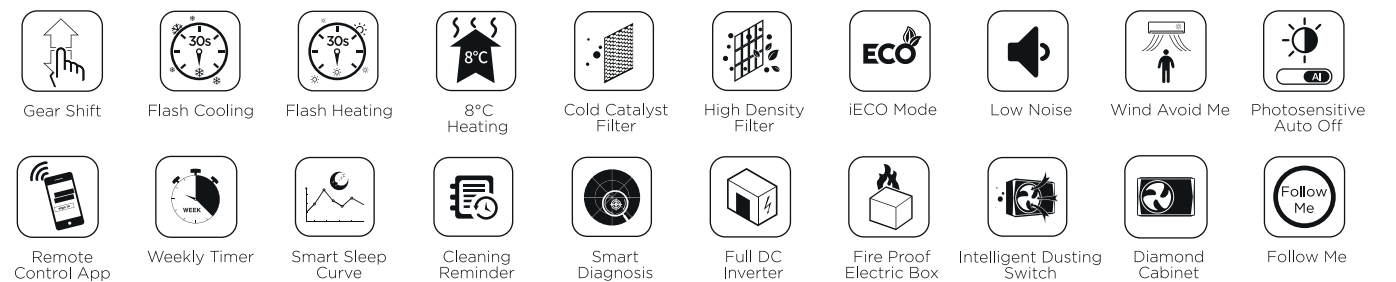 30s
30s
8°C
ECO
AI
Gear Shift
Flash Cooling
Flash Heating
8°C
Heating
Cold Catalyst
Filter
High Density
Filter
iECO Mode
Low Noise
Wind Avoid Me
Photosensitive
Auto Off
WEEK
Follow
Me
Remote
Control App
Weekly Timer
Smart Sleep
Curve
Cleaning
Reminder
Smart
Diagnosis
Full DC
Inverter
Fire Proof
Electric Box
Intelligent Dusting
Switch
Diamond
Cabinet
Follow Me